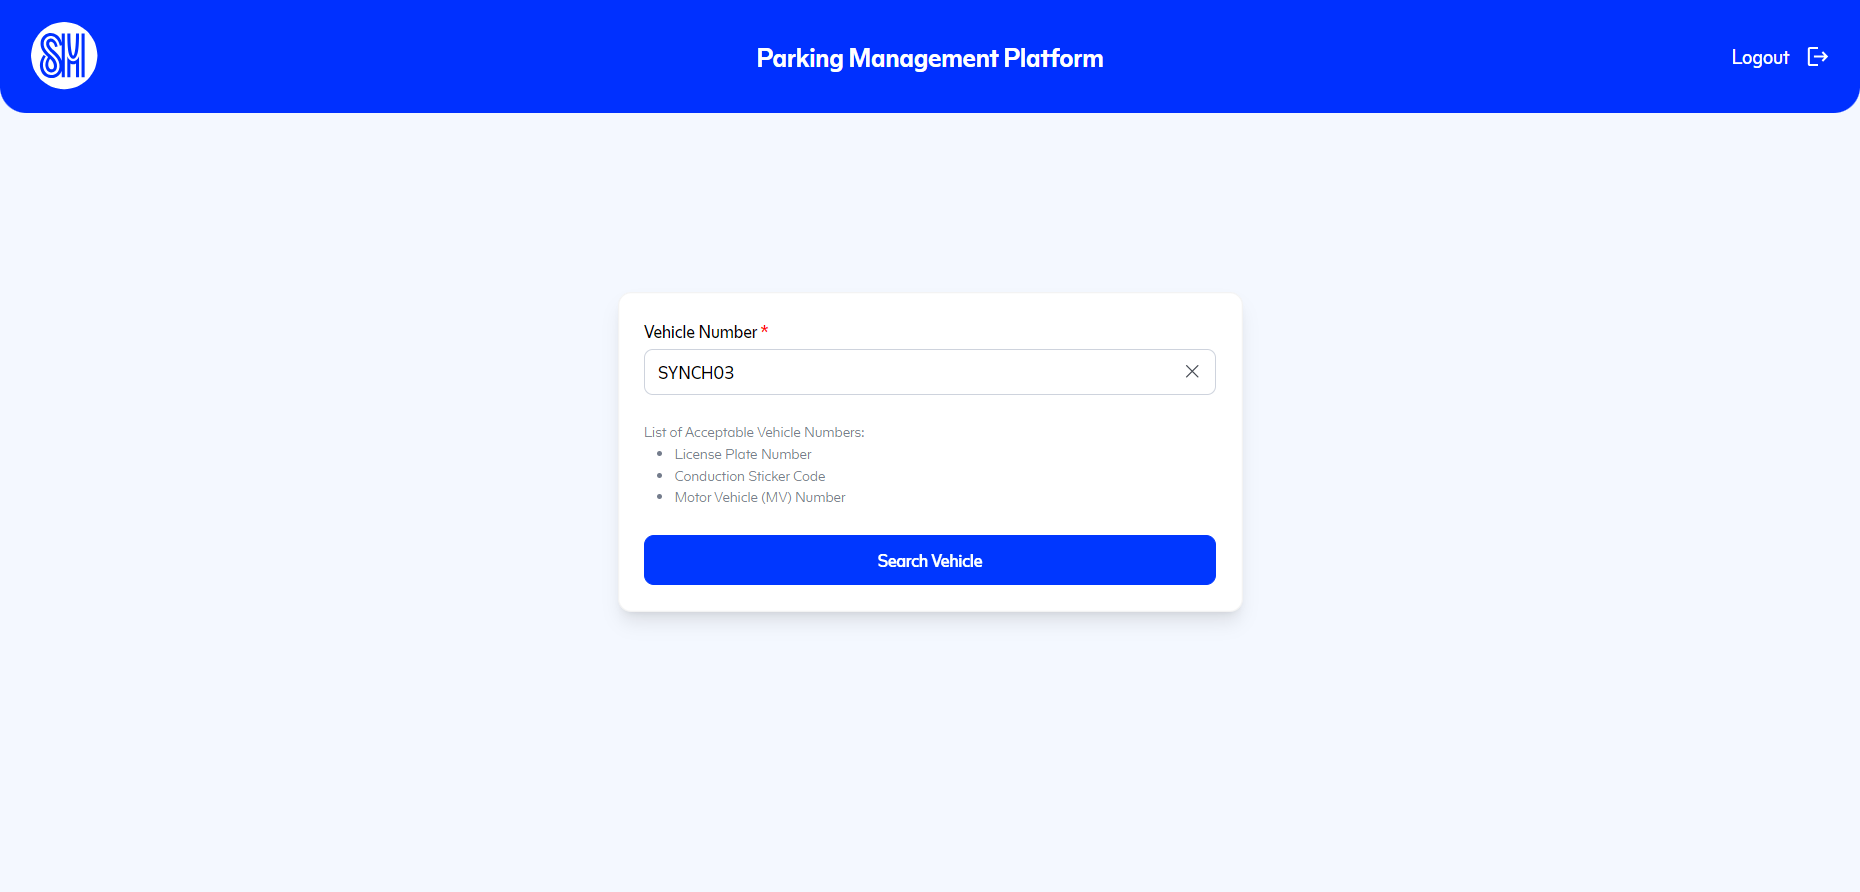 SM
Parking Management Platform
Logout
Vehicle Number *
SYNCH03
List of Acceptable Vehicle Numbers:
• License Plate Number
• Conduction Sticker Code
• Motor Vehicle (MV) Number
Search Vehicle